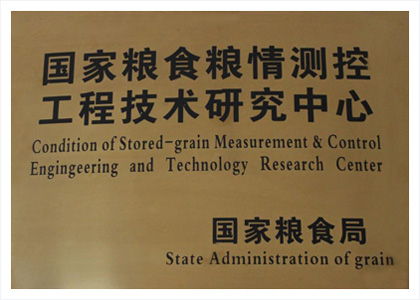 国家粮食粮情测控
工程技术研究中心
Condition of Stored-grain Measurement & Control
Engingeering and Technology Research Center
国家粮食局
State Administration of grain